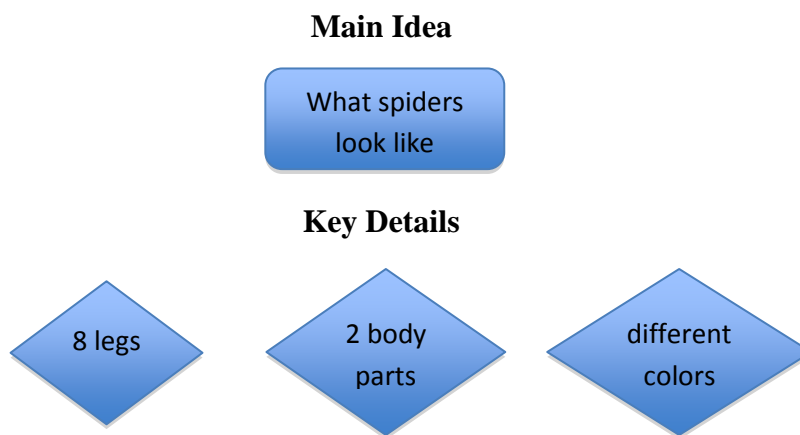 Main Idea
What spiders
look like
Key Details
8 legs
2 body
parts
different
colors